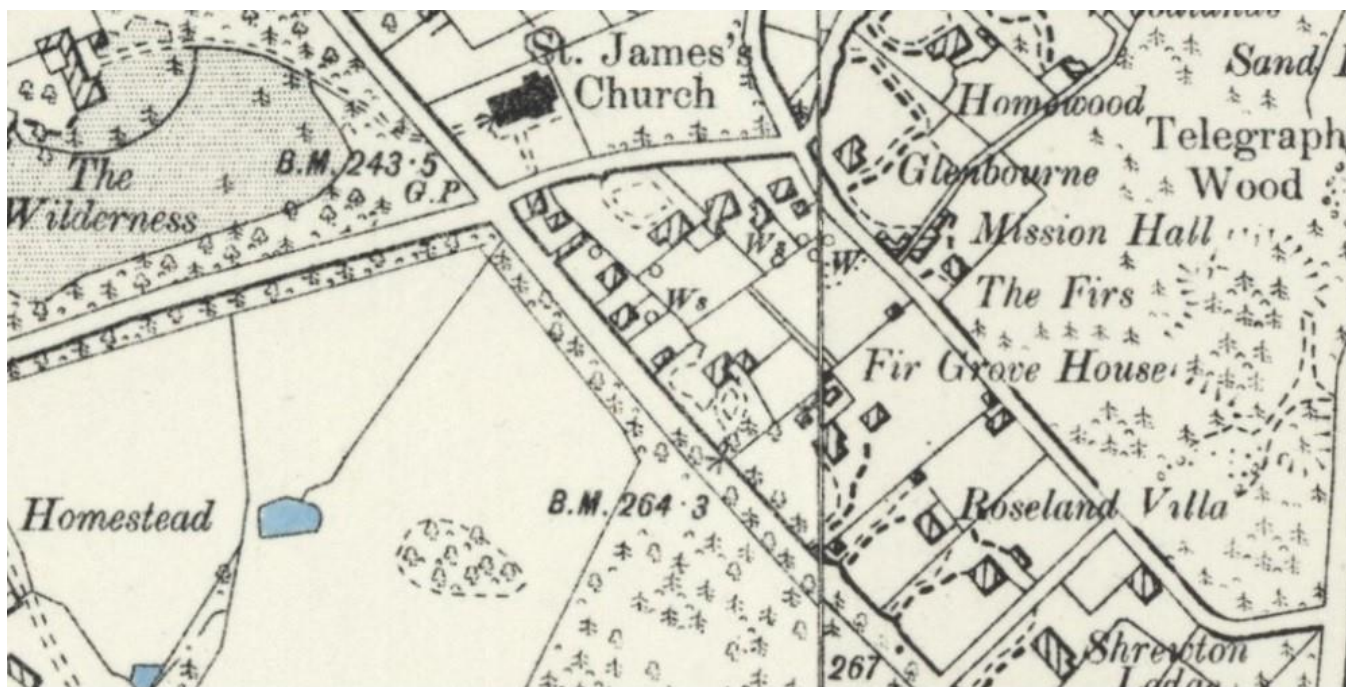 St. James's
Church
Sand
Homewood
Telegraph
Wood
B.M. 243·5
G.P
The
Wilderness
Glenbourne
Mission Hall
Ws
W
The Firs
Ws
Fir Grove House
Homestead
B.M. 264·3
Roseland Villa
267
Shrewton
Lodge